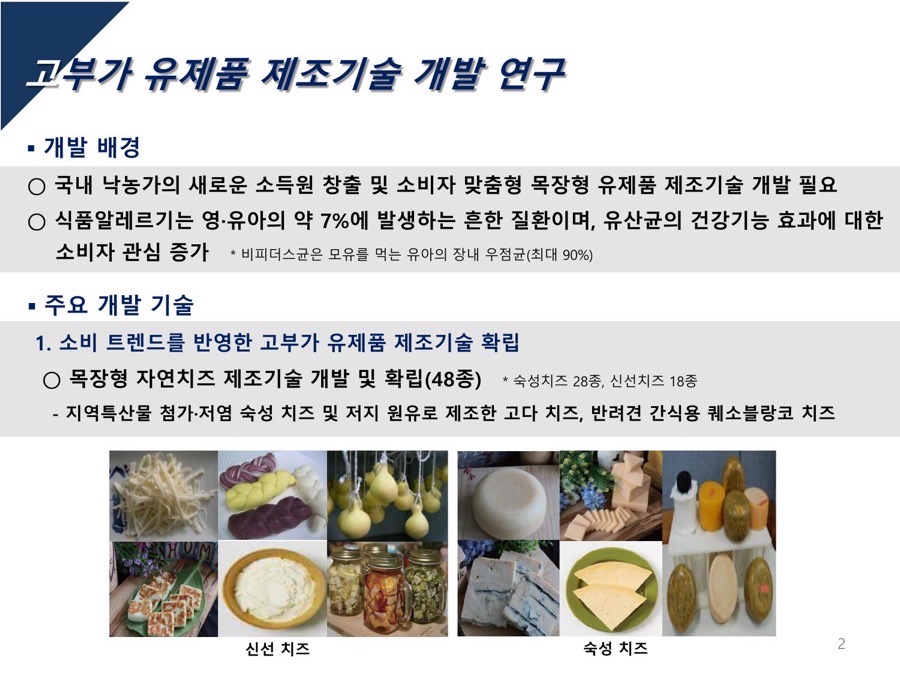 고부가 유제품 제조기술 개발 연구
▪ 개발 배경
○ 국내 낙농가의 새로운 소득원 창출 및 소비자 맞춤형 목장형 유제품 제조기술 개발 필요
○ 식품알레르기는 영·유아의 약 7%에 발생하는 흔한 질환이며, 유산균의 건강기능 효과에 대한
소비자 관심 증가 * 비피더스균은 모유를 먹는 유아의 장내 우점균(최대 90%)
▪ 주요 개발 기술
1. 소비 트렌드를 반영한 고부가 유제품 제조기술 확립
○ 목장형 자연치즈 제조기술 개발 및 확립(48종) * 숙성치즈 28종, 신선치즈 18종
- 지역특산물 첨가·저염 숙성 치즈 및 저지 원유로 제조한 고다 치즈, 반려견 간식용 퀘소블랑코 치즈
신선 치즈
숙성 치즈
2